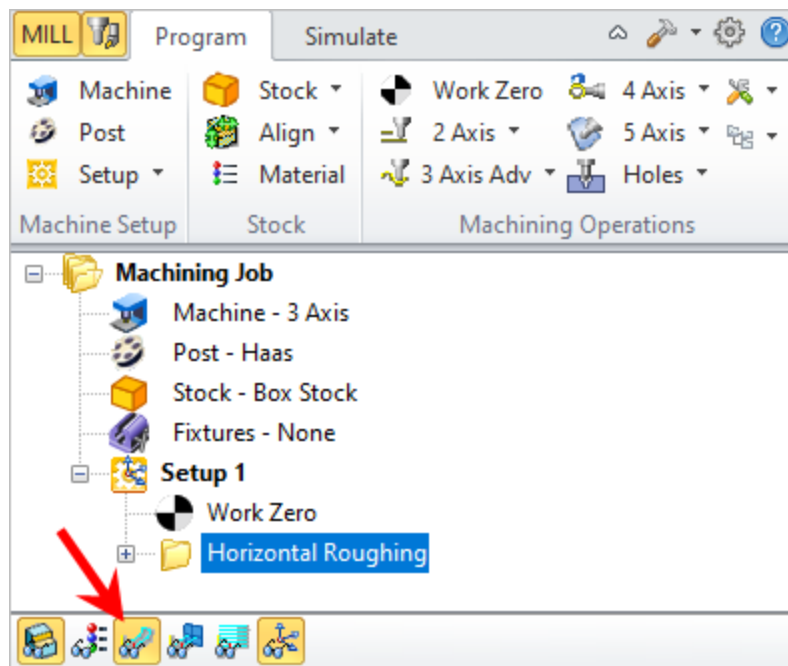 MILL Program Simulate
Machine Stock Work Zero 4 Axis
Post Align 2 Axis 5 Axis
Setup Material 3 Axis Adv Holes
Machine Setup Stock Machining Operations
Machining Job
Machine - 3 Axis
Post - Haas
Stock - Box Stock
Fixtures - None
Setup 1
Work Zero
Horizontal Roughing